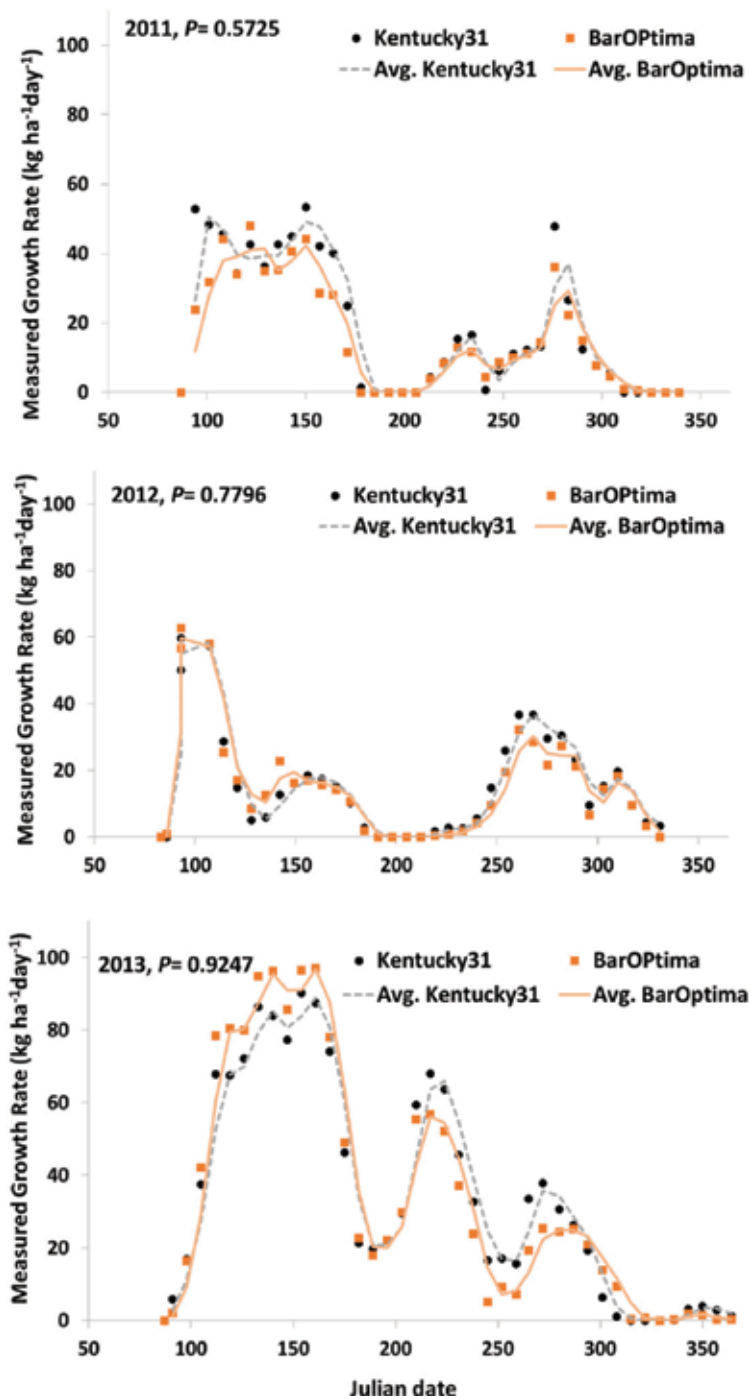 2011, P= 0.5725
Kentucky31 BarOPtima
Avg. Kentucky31 Avg. BarOptima
Measured Growth Rate (kg ha⁻¹day⁻¹)
100
80
60
40
20
0
50 100 150 200 250 300 350
2012, P= 0.7796
Kentucky31 BarOPtima
Avg. Kentucky31 Avg. BarOptima
Measured Growth Rate (kg ha⁻¹day⁻¹)
100
80
60
40
20
0
50 100 150 200 250 300 350
2013, P= 0.9247
Kentucky31 BarOPtima
Avg. Kentucky31 Avg. BarOptima
Measured Growth Rate (kg ha⁻¹day⁻¹)
100
80
60
40
20
0
50 100 150 200 250 300 350
Julian date